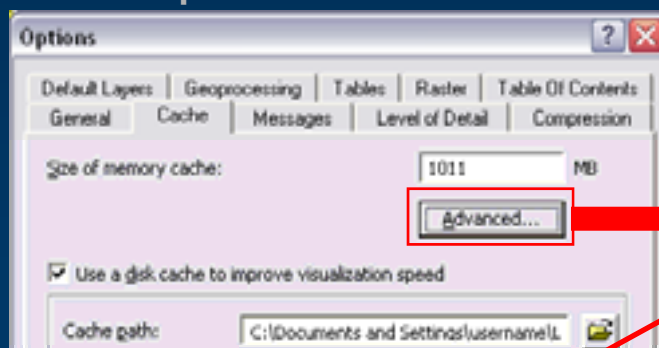 Options
Default Layers Geoprocessing Tables Raster Table Of Contents
General Cache Messages Level of Detail Compression
Size of memory cache: 1011 MB
Advanced...
Use a disk cache to improve visualization speed
Cache path: C:\Documents and Settings\username\L